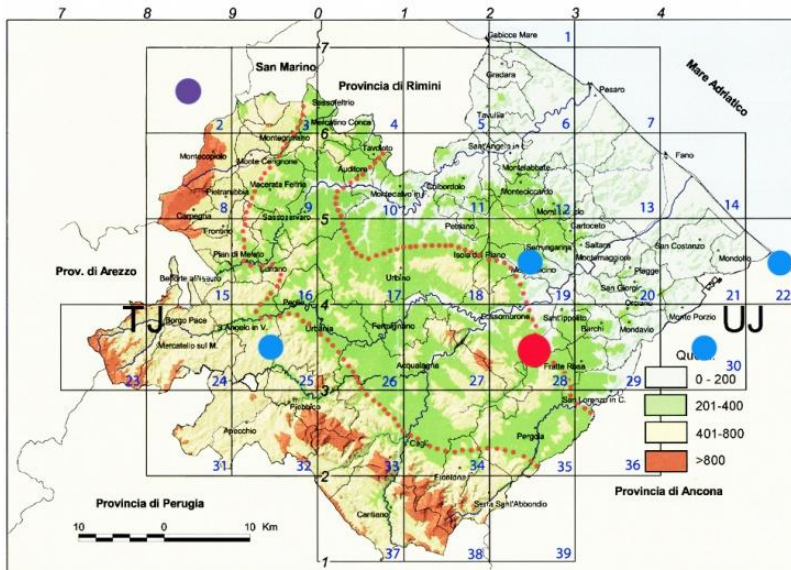 0 1 2 3 4
Gabicce Mare 1
7
San Marino
Gradara
Provincia di Rimini
Pesaro
Mare Adriatico
Sassofeltrio
Tavullia
2 3 Mercatino Conca 4 5 6 7
Montegrimano
6
Sant'Angelo in L.
Montecopiolo
Monte Cerignone
Tavoleto
Fano
Auditore
Montelabbate
Pietrarubbia
Macerata Feltria
Montecalvo in F.
Colbordolo
Monteciccardo
8 9 10 11 12 13 14
Carpegna
Sassocorvaro
5
Petriano
Cartoceto
Frontino
Saltara
San Costanzo
Pian di Meleto
Isola del Piano
Serrungarina
Montemaggiore
Mondolfo
Prov. di Arezzo
Belforte all'Isauro
Lunano
Urbino
Piagge
San Giorgio
15 16 17 18 19 20 21 22
TJ
Peglio
4
Orciano
UJ
Borgo Pace
S.Angelo in V.
Urbania
Fermignano
Fossombrone
Sant'Ippolito
Monte Porzio
Mercatello sul M.
Barchi
Mondavio
Acqualagna
Fratte Rosa
23 24 25 26 27 28 29 30
3
0 - 200
Piobbico
San Lorenzo in C.
201-400
Apecchio
Cagli
Pergola
401-800
31 32 33 34 35 36
2
>800
Frontone
Provincia di Perugia
Serra Sant'Abbondio
Provincia di Ancona
Cantiano
10 0 10 Km
37 38 39
1